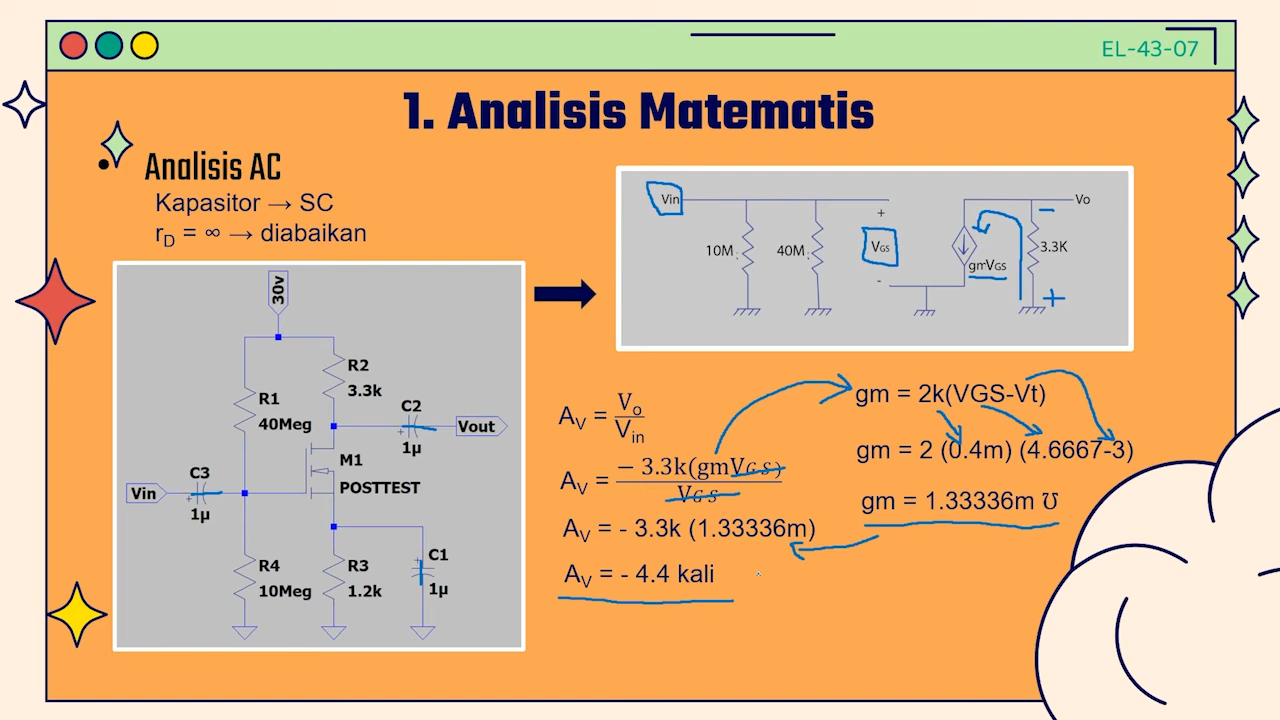 EL-43-07
1. Analisis Matematis
• Analisis AC
Kapasitor → SC
rD = ∞ → diabaikan
30v
R2
3.3k
R1
40Meg
C2
1µ
Vout
M1
POSTTEST
C3
Vin
1µ
R4
10Meg
R3
1.2k
C1
1µ
Vin
Vo
+
−
10M
40M
VGS
gmVGS
3.3K
-
+
AV = Vo / Vin
AV = − 3.3k(gmVGS) / VGS
AV = - 3.3k (1.33336m)
AV = - 4.4 kali
gm = 2k(VGS-Vt)
gm = 2 (0.4m) (4.6667-3)
gm = 1.33336m ℧